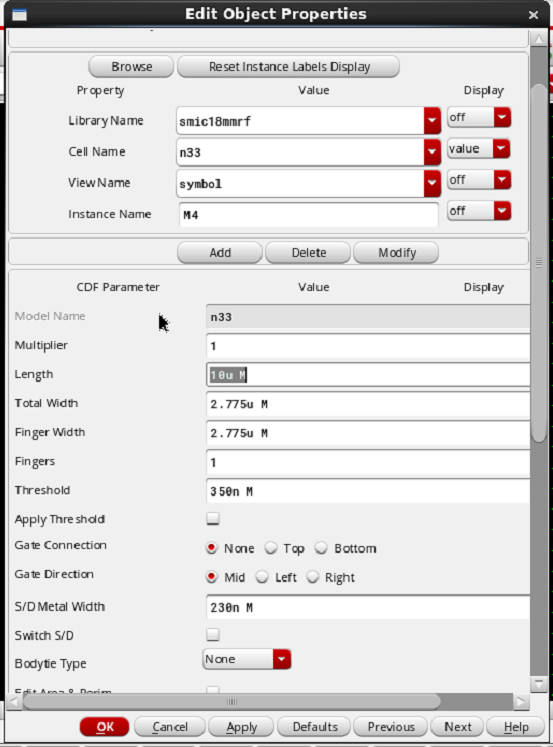 Edit Object Properties
Browse Reset Instance Labels Display
Property Value Display
Library Name smic18mmrf off
Cell Name n33 value
View Name symbol off
Instance Name M4 off
Add Delete Modify
CDF Parameter Value Display
Model Name n33
Multiplier 1
Length 10u M
Total Width 2.775u M
Finger Width 2.775u M
Fingers 1
Threshold 350n M
Apply Threshold
Gate Connection None Top Bottom
Gate Direction Mid Left Right
S/D Metal Width 230n M
Switch S/D
Bodytie Type None
Edit Area & Perim
OK Cancel Apply Defaults Previous Next Help